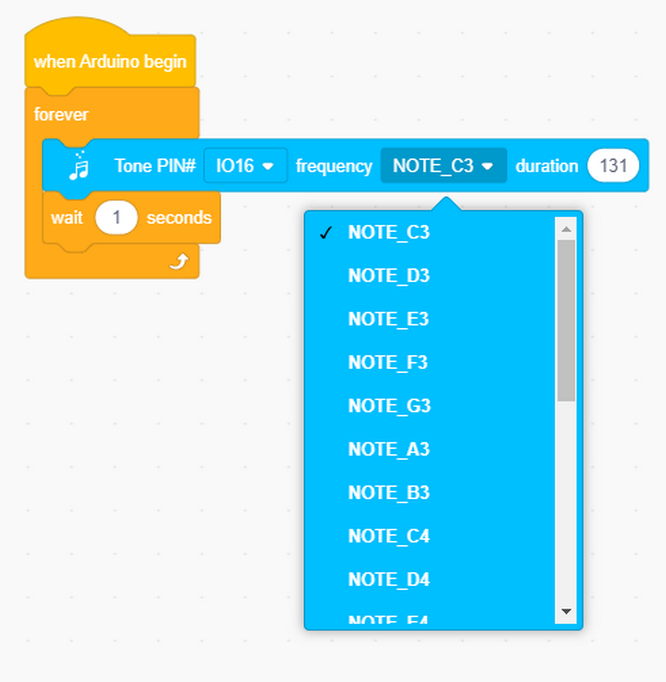 when Arduino begin
forever
Tone PIN# IO16 frequency NOTE_C3 duration 131
wait 1 seconds
NOTE_C3
NOTE_D3
NOTE_E3
NOTE_F3
NOTE_G3
NOTE_A3
NOTE_B3
NOTE_C4
NOTE_D4
NOTE_E4